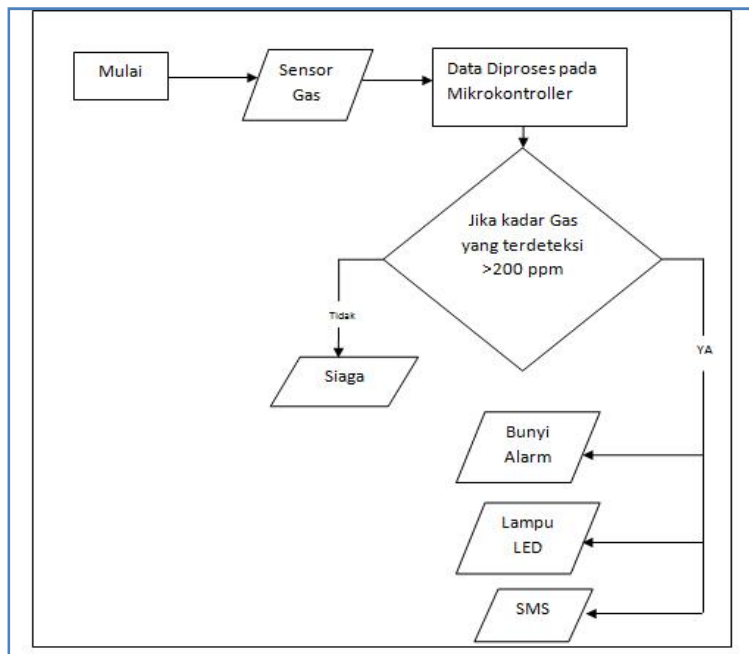 Mulai
Sensor
Gas
Data Diproses pada
Mikrokontroller
Jika kadar Gas
yang terdeteksi
>200 ppm
Tidak
YA
Siaga
Bunyi
Alarm
Lampu
LED
SMS